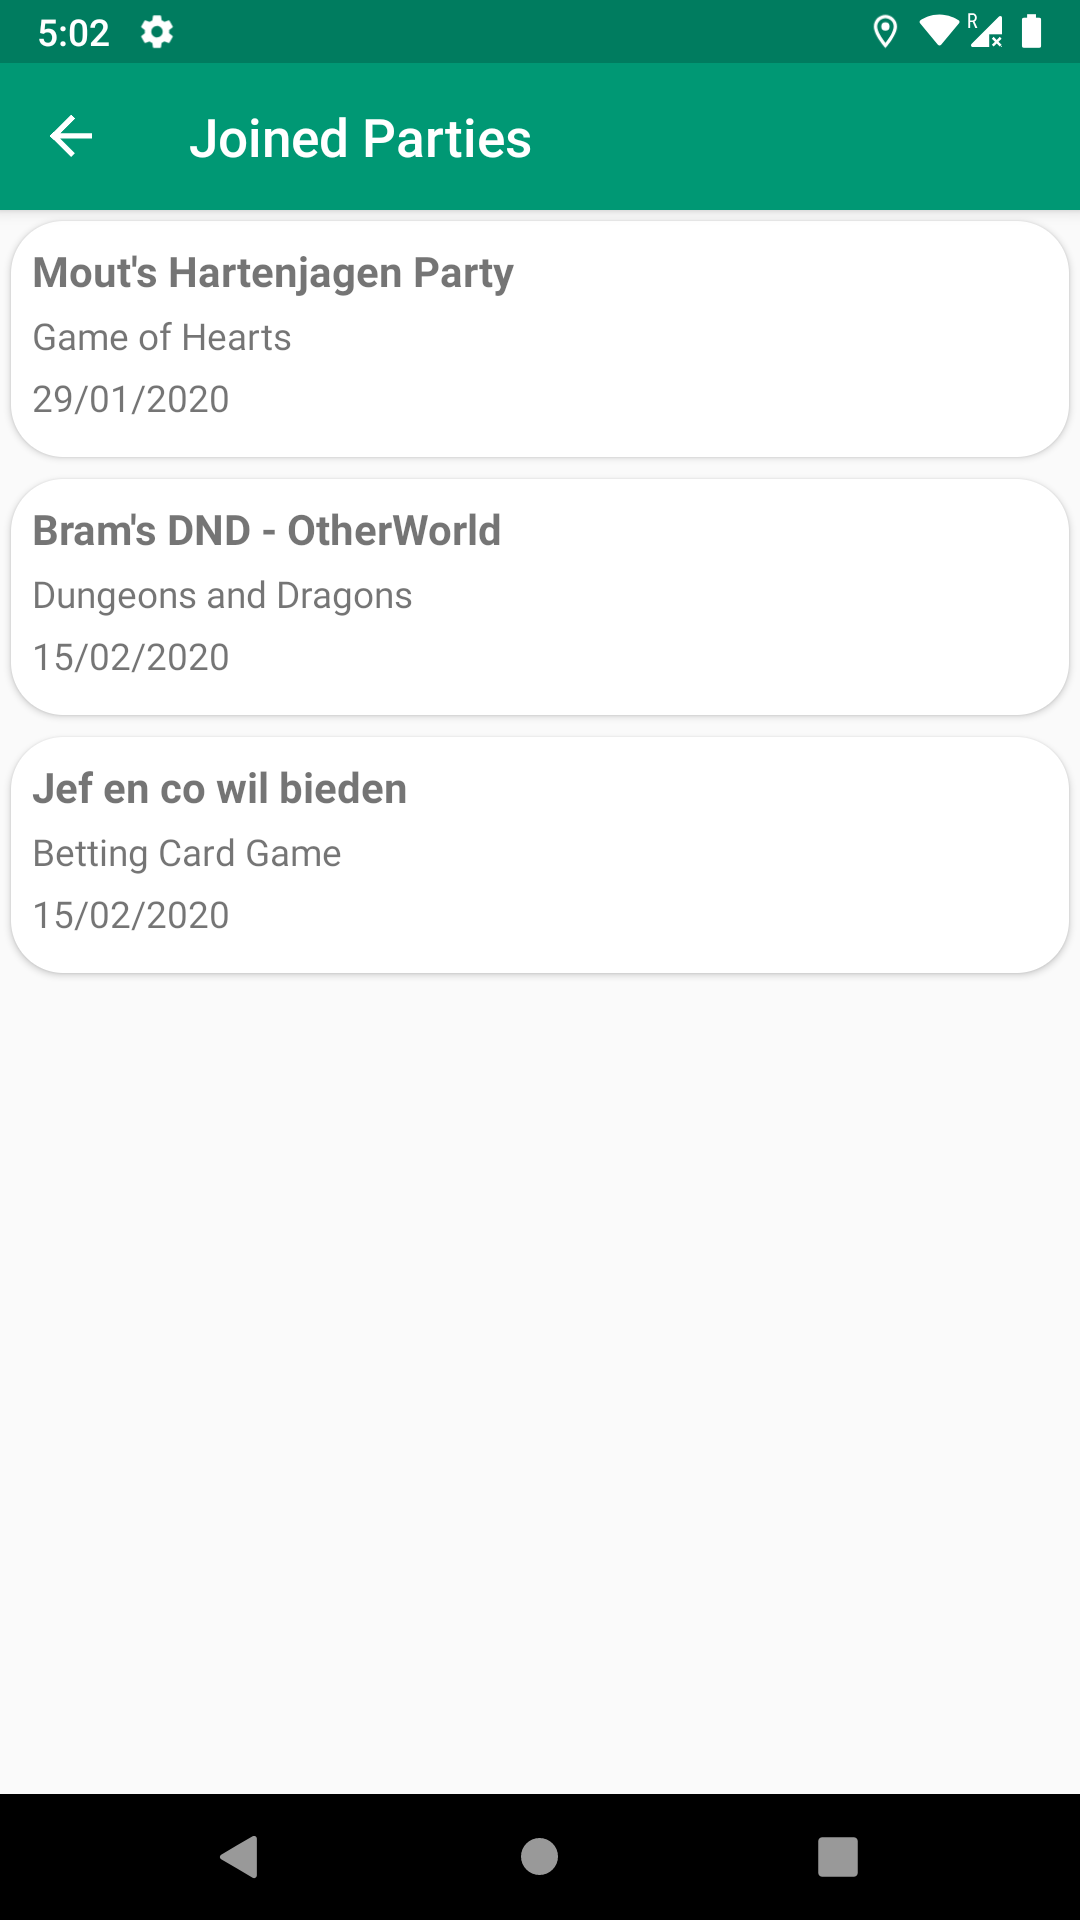 5:02
R
Joined Parties
Mout's Hartenjagen Party
Game of Hearts
29/01/2020
Bram's DND - OtherWorld
Dungeons and Dragons
15/02/2020
Jef en co wil bieden
Betting Card Game
15/02/2020